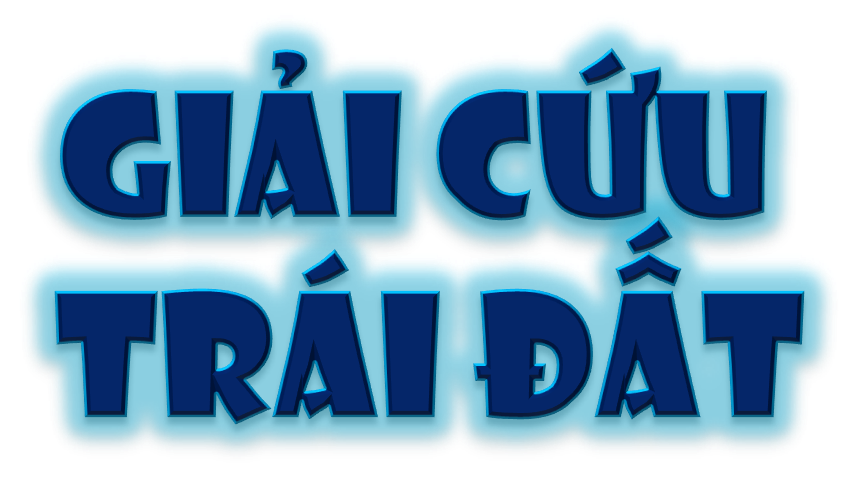 GIẢI CỨU
TRÁI ĐẤT